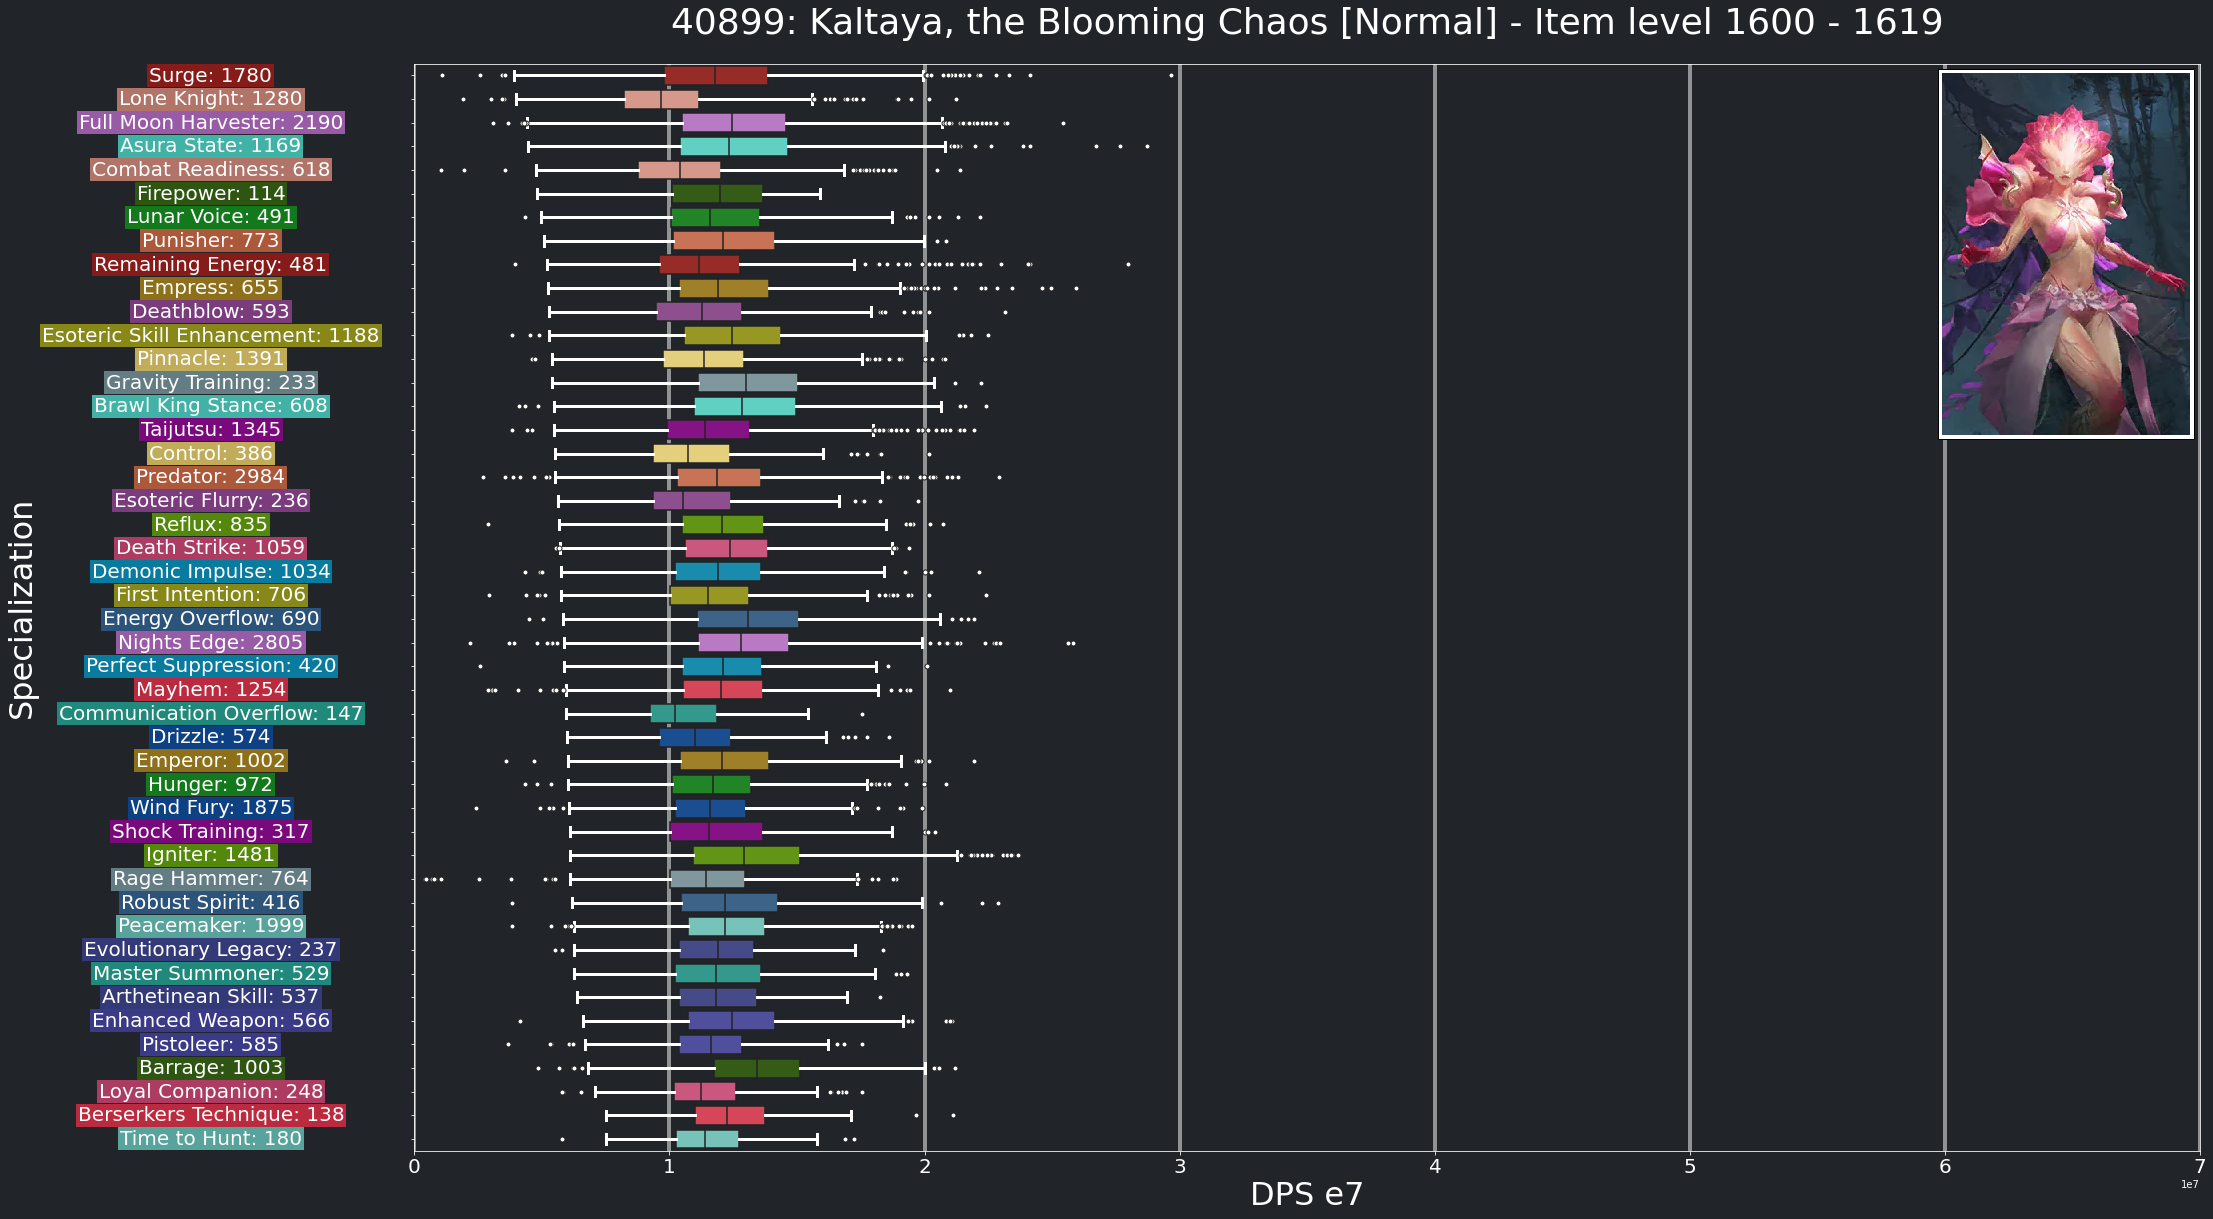 40899: Kaltaya, the Blooming Chaos [Normal] - Item level 1600 - 1619
Surge: 1780
Lone Knight: 1280
Full Moon Harvester: 2190
Asura State: 1169
Combat Readiness: 618
Firepower: 114
Lunar Voice: 491
Punisher: 773
Remaining Energy: 481
Empress: 655
Deathblow: 593
Esoteric Skill Enhancement: 1188
Pinnacle: 1391
Gravity Training: 233
Brawl King Stance: 608
Taijutsu: 1345
Control: 386
Predator: 2984
Esoteric Flurry: 236
Reflux: 835
Death Strike: 1059
Demonic Impulse: 1034
First Intention: 706
Energy Overflow: 690
Nights Edge: 2805
Perfect Suppression: 420
Mayhem: 1254
Communication Overflow: 147
Drizzle: 574
Emperor: 1002
Hunger: 972
Wind Fury: 1875
Shock Training: 317
Igniter: 1481
Rage Hammer: 764
Robust Spirit: 416
Peacemaker: 1999
Evolutionary Legacy: 237
Master Summoner: 529
Arthetinean Skill: 537
Enhanced Weapon: 566
Pistoleer: 585
Barrage: 1003
Loyal Companion: 248
Berserkers Technique: 138
Time to Hunt: 180
Specialization
0 1 2 3 4 5 6 7
1e7
DPS e7